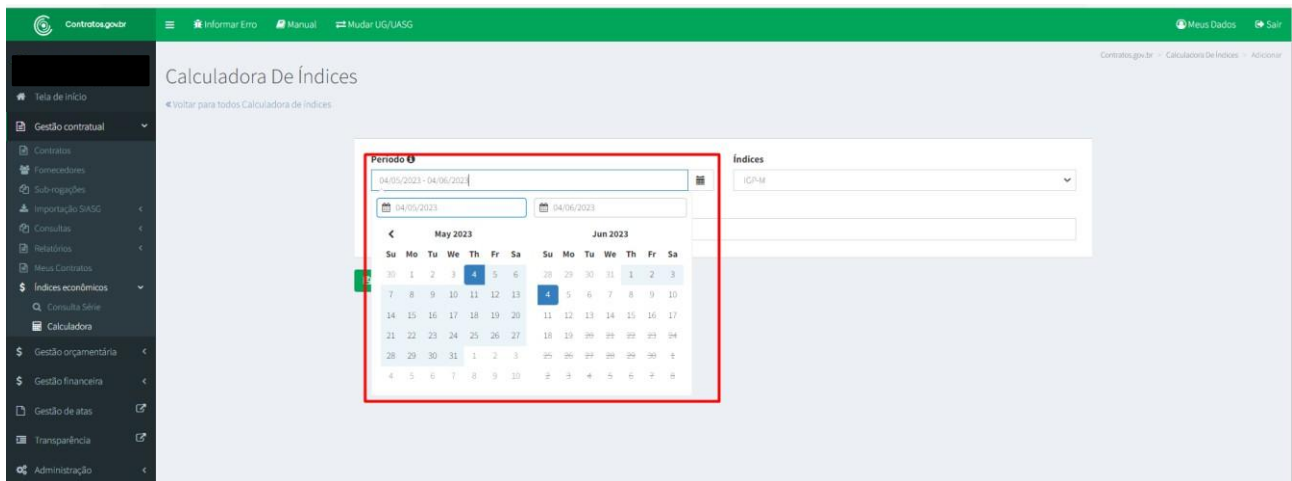 Contratos.gov.br
Informar Erro
Manual
Mudar UG/UASG
Meus Dados
Sair
Contratos.gov.br > Calculadora De Índices > Adicionar
Calculadora De Índices
« Voltar para todos Calculadora de índices
Tela de início
Gestão contratual
Contratos
Fornecedores
Sub-rogações
Importação SIASG
Consultas
Relatórios
Meus Contratos
Índices econômicos
Consulta Série
Calculadora
Gestão orçamentária
Gestão financeira
Gestão de atas
Transparência
Administração
Período
04/05/2023 - 04/06/2023
Índices
IGP-M
04/05/2023
04/06/2023
May 2023
Su Mo Tu We Th Fr Sa
30 1 2 3 4 5 6
7 8 9 10 11 12 13
14 15 16 17 18 19 20
21 22 23 24 25 26 27
28 29 30 31 1 2 3
4 5 6 7 8 9 10
Jun 2023
Su Mo Tu We Th Fr Sa
28 29 30 31 1 2 3
4 5 6 7 8 9 10
11 12 13 14 15 16 17
18 19 20 21 22 23 24
25 26 27 28 29 30 1
2 3 4 5 6 7 8